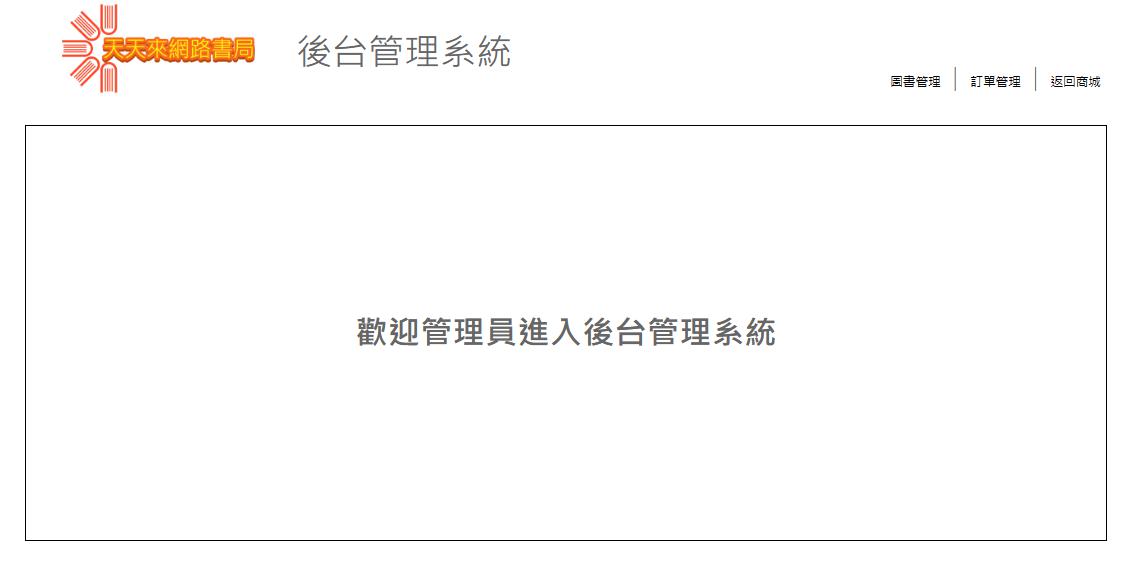 天天來網路書局
後台管理系統
圖書管理
訂單管理
返回商城
歡迎管理員進入後台管理系統